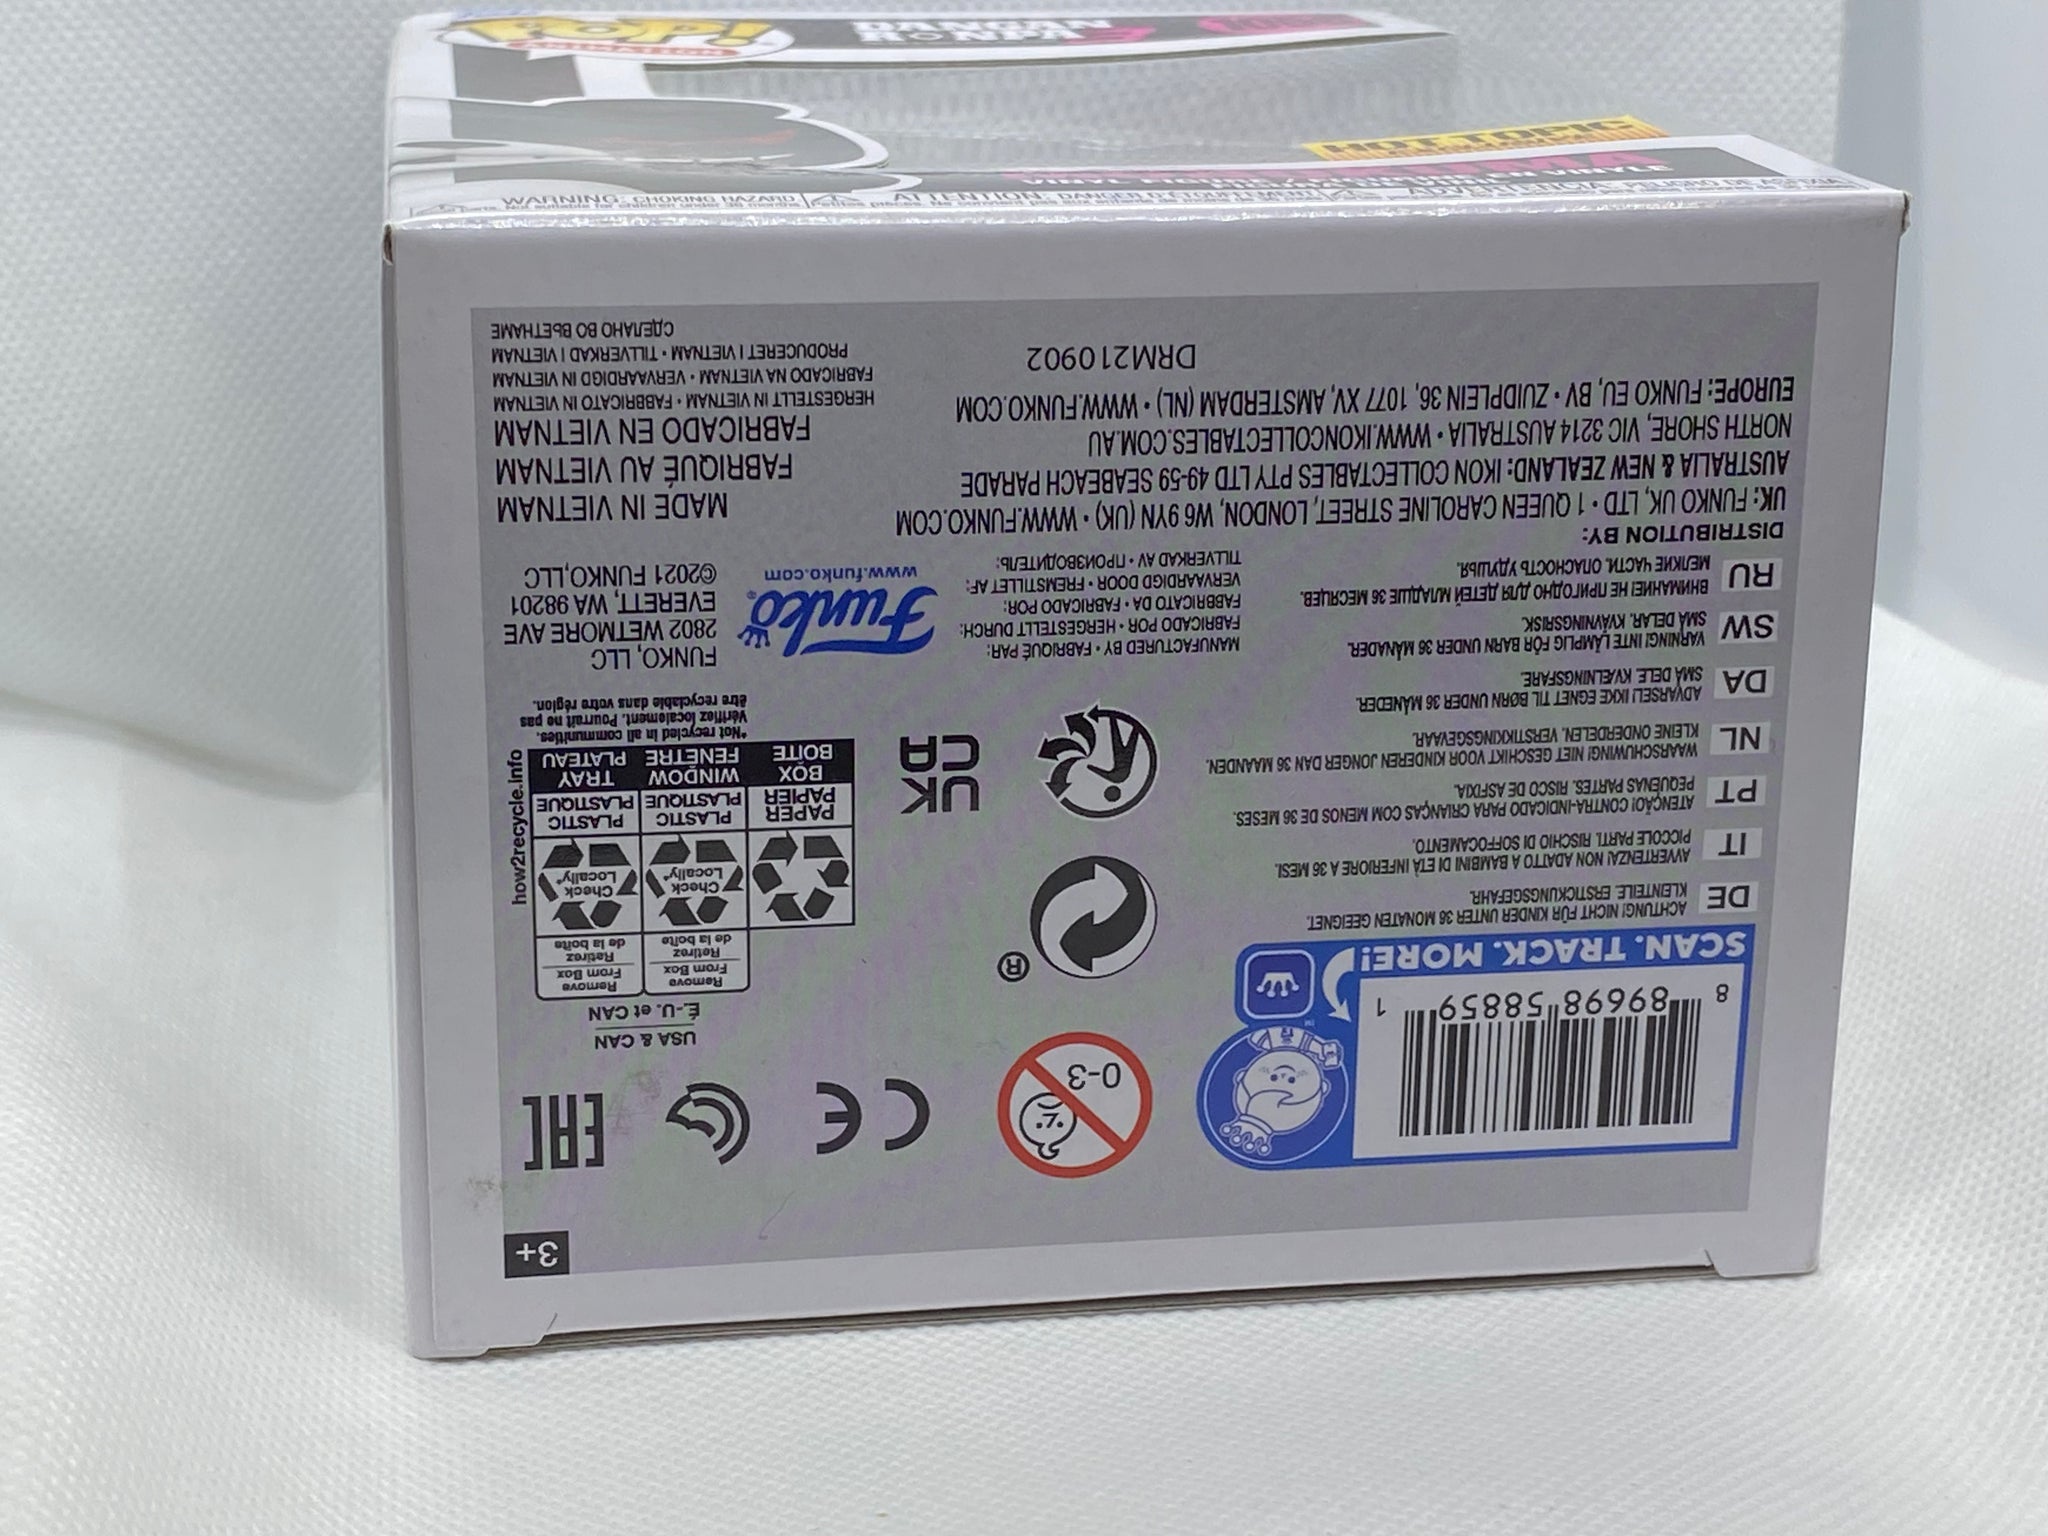 POP!
ANIMATION
DANGAN
RONPA 3
HOT TOPIC
WARNING: CHOKING HAZARD
3+
8 89698 58859 1
SCAN. TRACK. MORE!
0-3
CE
EAC
USA & CAN
É.-U. et CAN
Remove From Box
Retirez de la boîte
Remove From Box
Retirez de la boîte
Check Locally*
Check Locally*
PAPER PAPIER
PLASTIC PLASTIQUE
PLASTIC PLASTIQUE
BOX BOÎTE
WINDOW FENÊTRE
TRAY PLATEAU
how2recycle.info
*Not recycled in all communities.
Vérifiez localement. Pourrait ne pas
être recyclable dans votre région.
®
UK
CA
DE ACHTUNG! NICHT FÜR KINDER UNTER 36 MONATEN GEEIGNET.
KLEINTEILE. ERSTICKUNGSGEFAHR.
IT AVVERTENZA! NON ADATTO A BAMBINI DI ETÀ INFERIORE A 36 MESI.
PICCOLE PARTI. RISCHIO DI SOFFOCAMENTO.
PT ATENÇÃO! CONTRA-INDICADO PARA CRIANÇAS COM MENOS DE 36 MESES.
PEQUENAS PARTES. RISCO DE ASFIXIA.
NL WAARSCHUWING! NIET GESCHIKT VOOR KINDEREN JONGER DAN 36 MAANDEN.
KLEINE ONDERDELEN. VERSTIKKINGSGEVAAR.
DA ADVARSEL! IKKE EGNET TIL BØRN UNDER 36 MÅNEDER.
SMÅ DELE. KVÆLNINGSFARE.
SW VARNING! INTE LÄMPLIG FÖR BARN UNDER 36 MÅNADER.
SMÅ DELAR. KVÄVNINGSRISK.
RU ВНИМАНИЕ! НЕ ПРИГОДНО ДЛЯ ДЕТЕЙ МЛАДШЕ 36 МЕСЯЦЕВ.
МЕЛКИЕ ЧАСТИ. ОПАСНОСТЬ УДУШЬЯ.
MANUFACTURED BY • FABRIQUÉ PAR:
FABRICADO POR • HERGESTELLT DURCH:
FABBRICATO DA • FABRICADO POR:
VERVAARDIGD DOOR • FREMSTILLET AF:
TILLVERKAD AV • ПРОИЗВОДИТЕЛЬ:
Funko®
www.funko.com
FUNKO, LLC
2802 WETMORE AVE
EVERETT, WA 98201
©2021 FUNKO,LLC
DISTRIBUTION BY:
UK: FUNKO UK, LTD • 1 QUEEN CAROLINE STREET, LONDON, W6 9YN (UK) • WWW.FUNKO.COM
AUSTRALIA & NEW ZEALAND: IKON COLLECTABLES PTY LTD 49-59 SEABEACH PARADE
NORTH SHORE, VIC 3214 AUSTRALIA • WWW.IKONCOLLECTABLES.COM.AU
EUROPE: FUNKO EU, BV • ZUIDPLEIN 36, 1077 XV, AMSTERDAM (NL) • WWW.FUNKO.COM
DRM210902
MADE IN VIETNAM
FABRIQUÉ AU VIETNAM
FABRICADO EN VIETNAM
HERGESTELLT IN VIETNAM • FABBRICATO IN VIETNAM
FABRICADO NA VIETNAM • VERVAARDIGD IN VIETNAM
PRODUCERET I VIETNAM • TILLVERKAD I VIETNAM
СДЕЛАНО ВО ВЬЕТНАМЕ